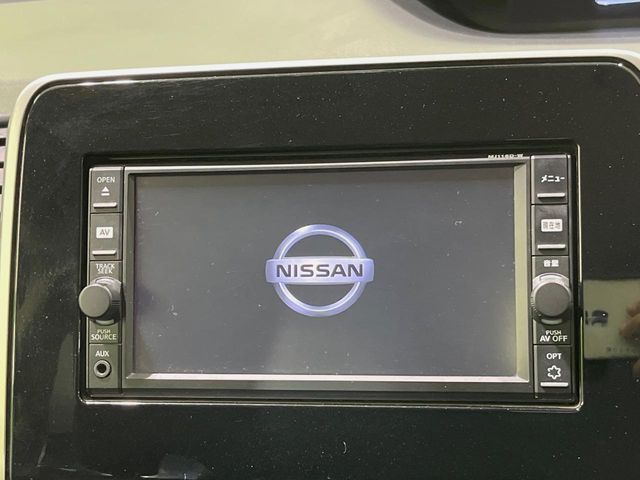 MJ118D-W
OPEN
AV
TRACK
SEEK
PUSH
SOURCE
AUX
NISSAN
メニュー
現在地
音量
PUSH
AV OFF
OPT